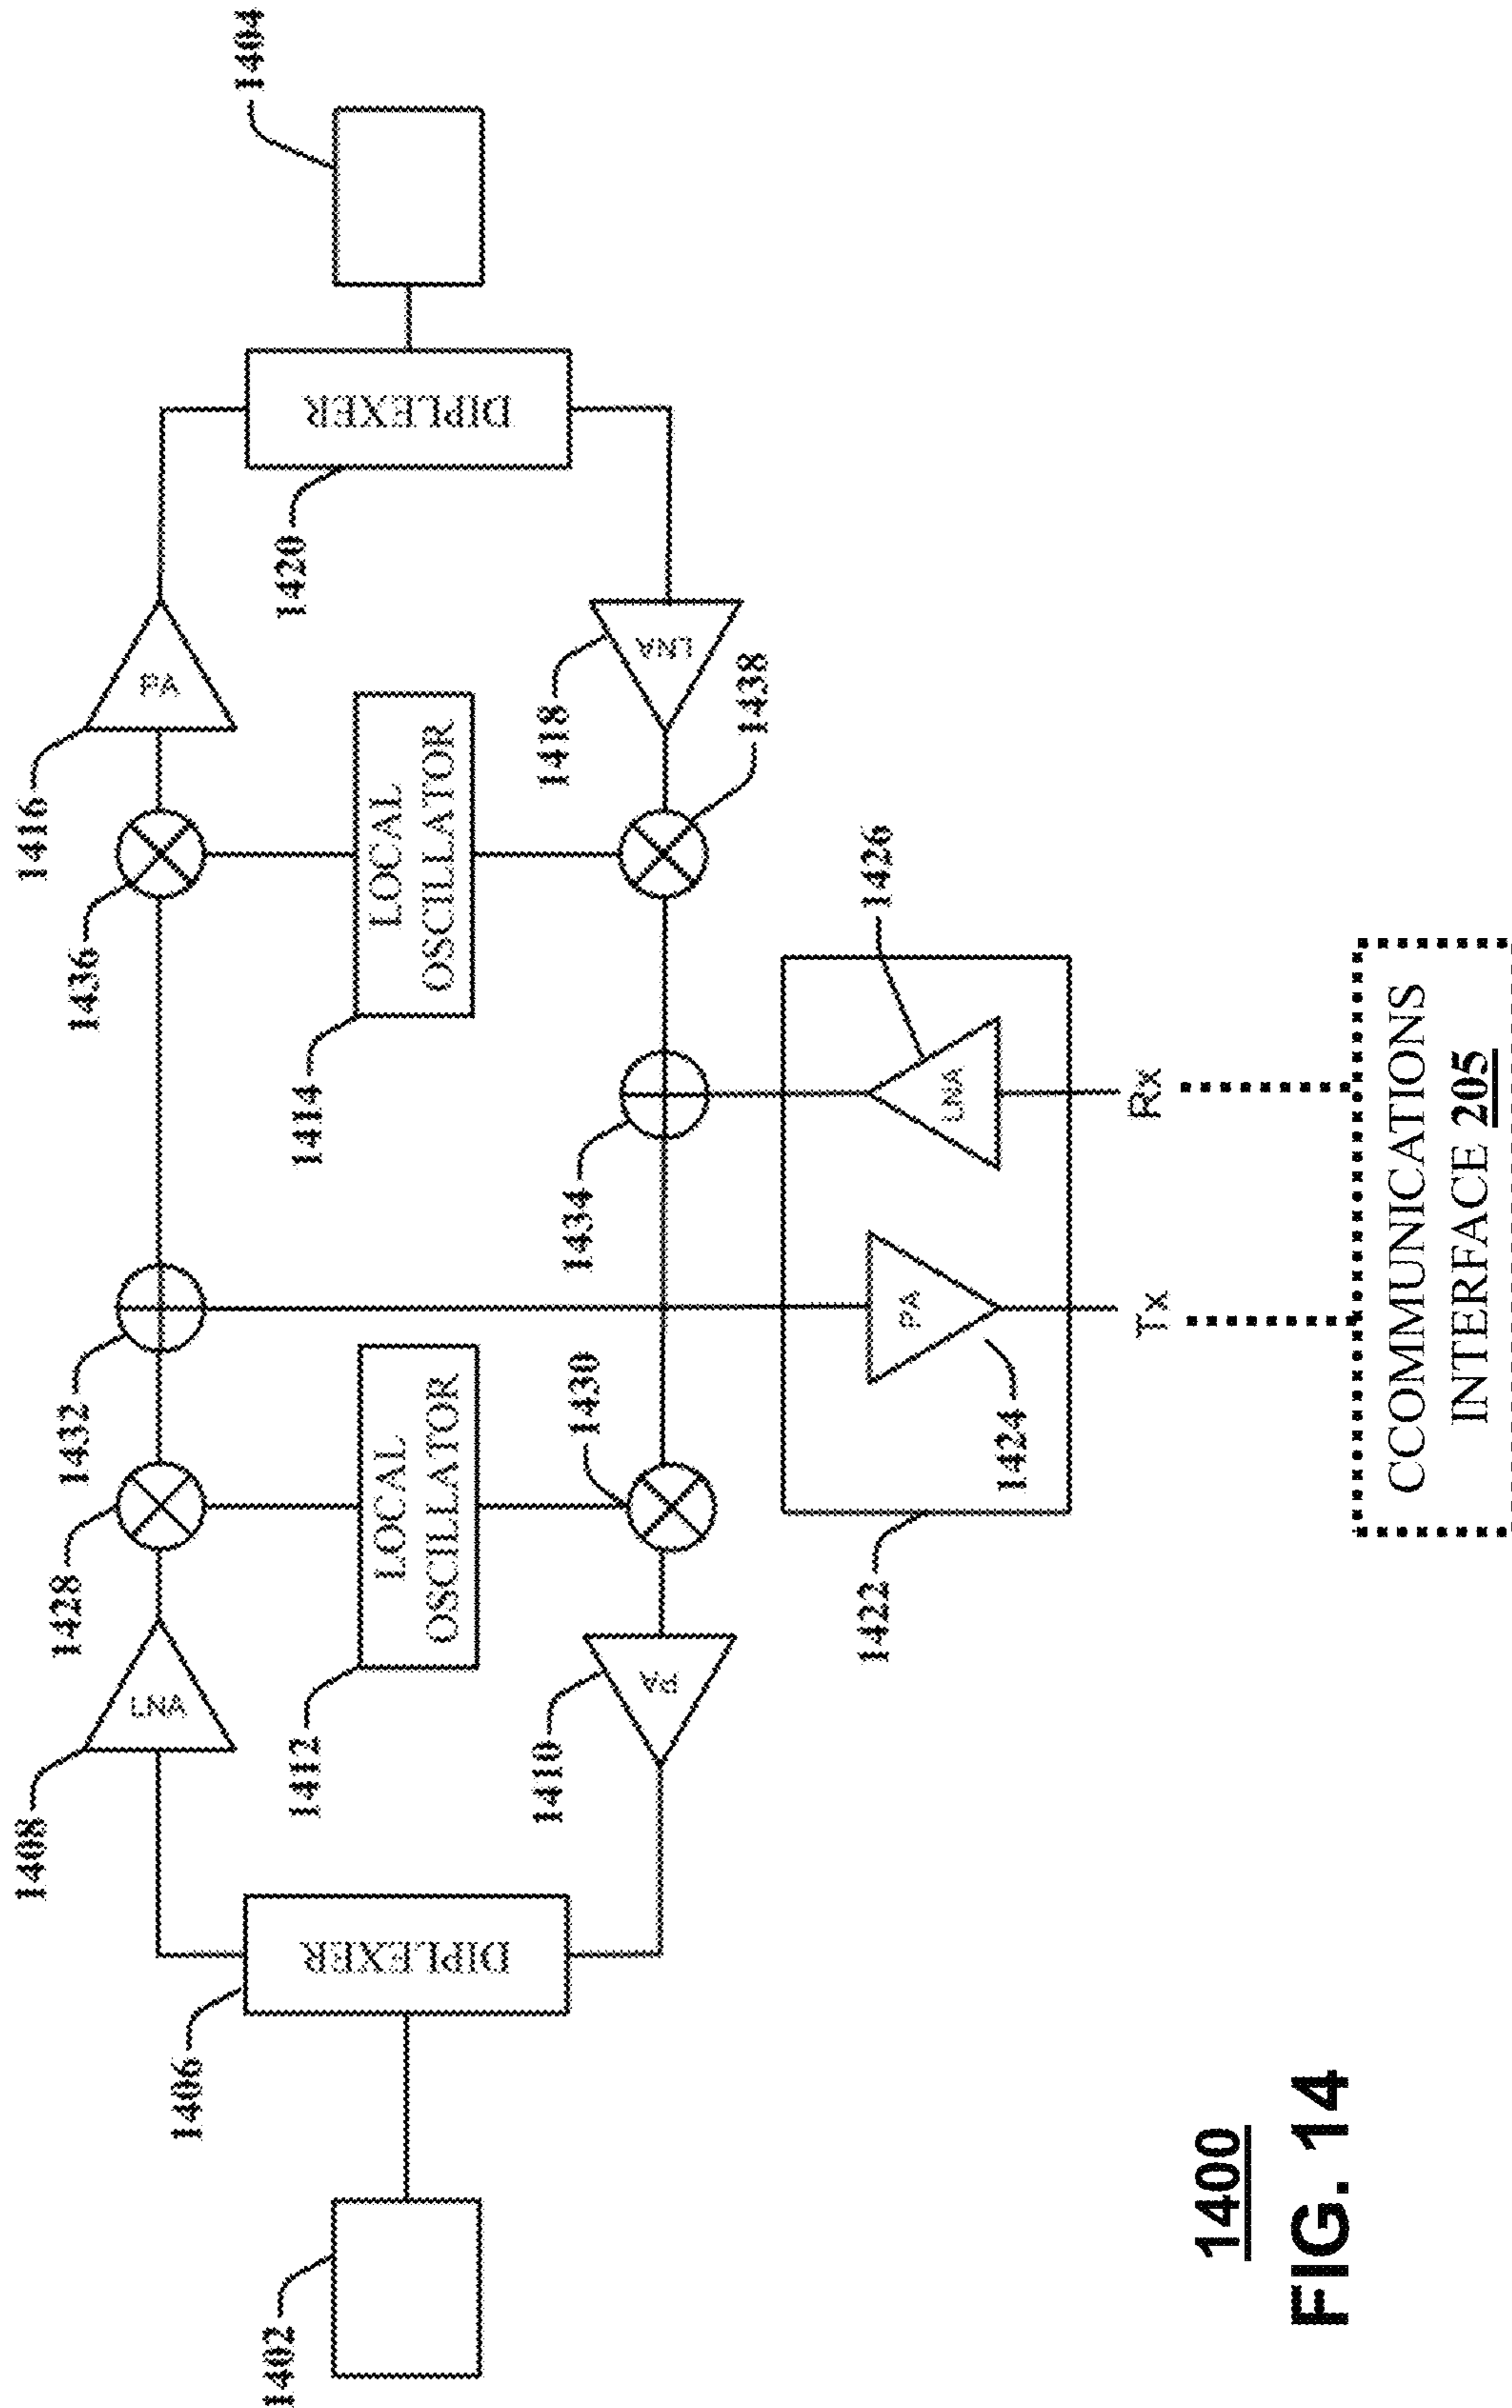 1408
1428
1432
1436
1416
LNA
PA
1402
1406
1412
1414
1420
1404
DIPLEXER
LOCAL
OSCILLATOR
LOCAL
OSCILLATOR
DIPLEXER
1410
1430
1434
1418
1438
PA
LNA
1422
1426
PA
LNA
1424
Tx
Rx
CCOMMUNICATIONS
INTERFACE 205
1400
FIG. 14